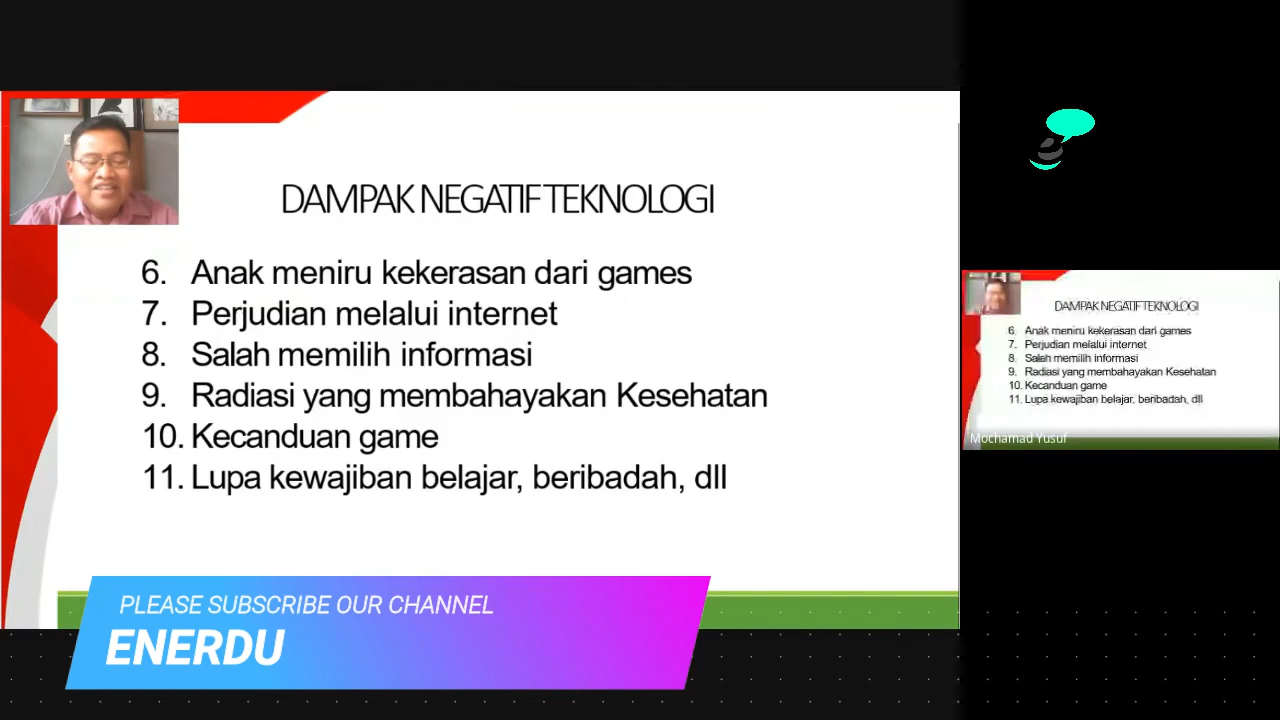 DAMPAK NEGATIF TEKNOLOGI
6. Anak meniru kekerasan dari games
7. Perjudian melalui internet
8. Salah memilih informasi
9. Radiasi yang membahayakan Kesehatan
10. Kecanduan game
11. Lupa kewajiban belajar, beribadah, dll
PLEASE SUBSCRIBE OUR CHANNEL
ENERDU
DAMPAK NEGATIF TEKNOLOGI
6. Anak meniru kekerasan dari games
7. Perjudian melalui internet
8. Salah memilih informasi
9. Radiasi yang membahayakan Kesehatan
10. Kecanduan game
11. Lupa kewajiban belajar, beribadah, dll
Mochamad Yusuf